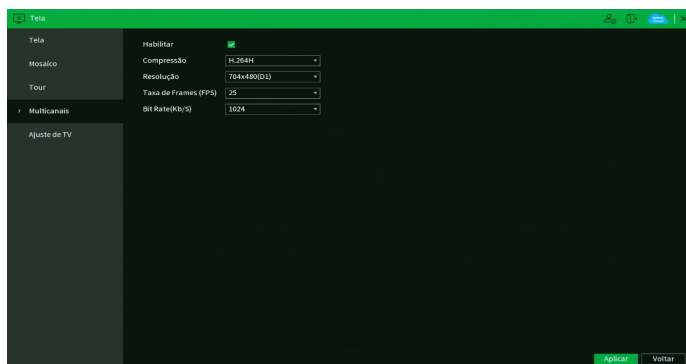 Tela
Tela
Mosaico
Tour
Multicanais
Ajuste de TV
Habilitar
Compressão H.264H
Resolução 704x480(D1)
Taxa de Frames (FPS) 25
Bit Rate(Kb/S) 1024
Aplicar Voltar